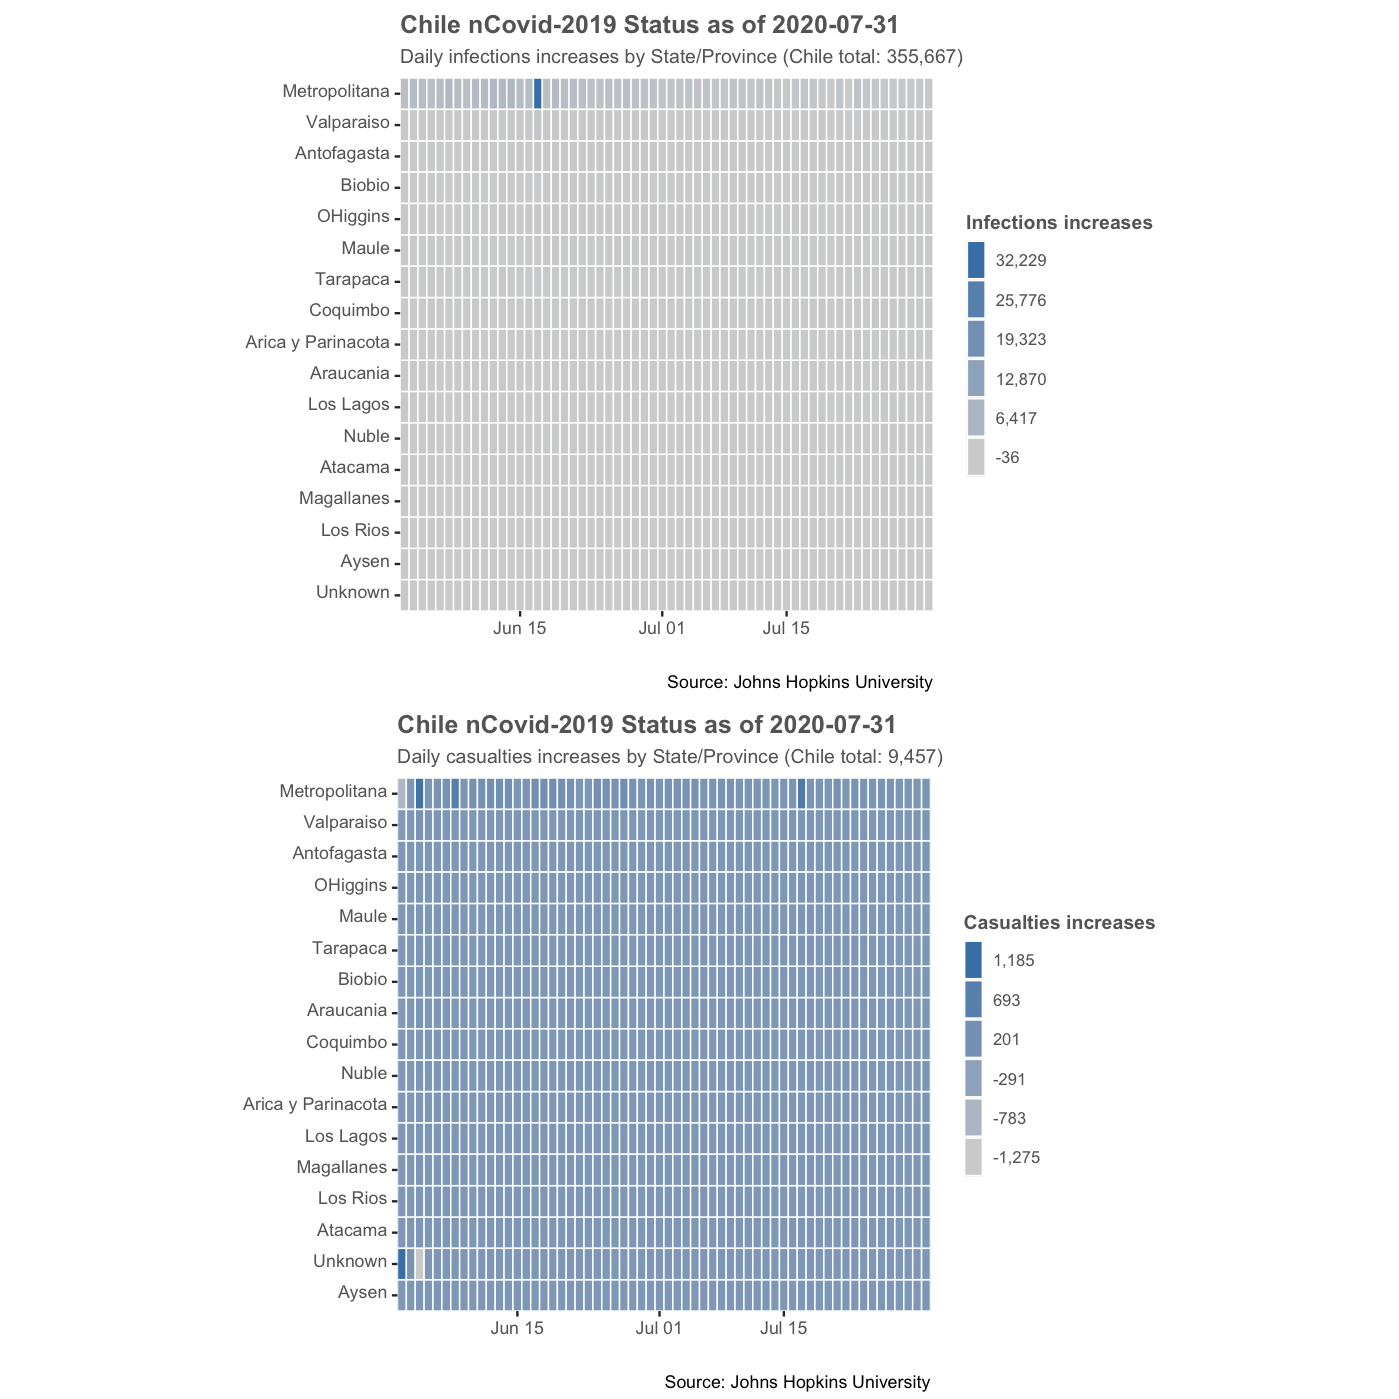 Chile nCovid-2019 Status as of 2020-07-31
Daily infections increases by State/Province (Chile total: 355,667)
Metropolitana
Valparaiso
Antofagasta
Biobio
OHiggins
Maule
Tarapaca
Coquimbo
Arica y Parinacota
Araucania
Los Lagos
Nuble
Atacama
Magallanes
Los Rios
Aysen
Unknown
Jun 15
Jul 01
Jul 15
Infections increases
32,229
25,776
19,323
12,870
6,417
-36
Source: Johns Hopkins University
Chile nCovid-2019 Status as of 2020-07-31
Daily casualties increases by State/Province (Chile total: 9,457)
Metropolitana
Valparaiso
Antofagasta
OHiggins
Maule
Tarapaca
Biobio
Araucania
Coquimbo
Nuble
Arica y Parinacota
Los Lagos
Magallanes
Los Rios
Atacama
Unknown
Aysen
Jun 15
Jul 01
Jul 15
Casualties increases
1,185
693
201
-291
-783
-1,275
Source: Johns Hopkins University